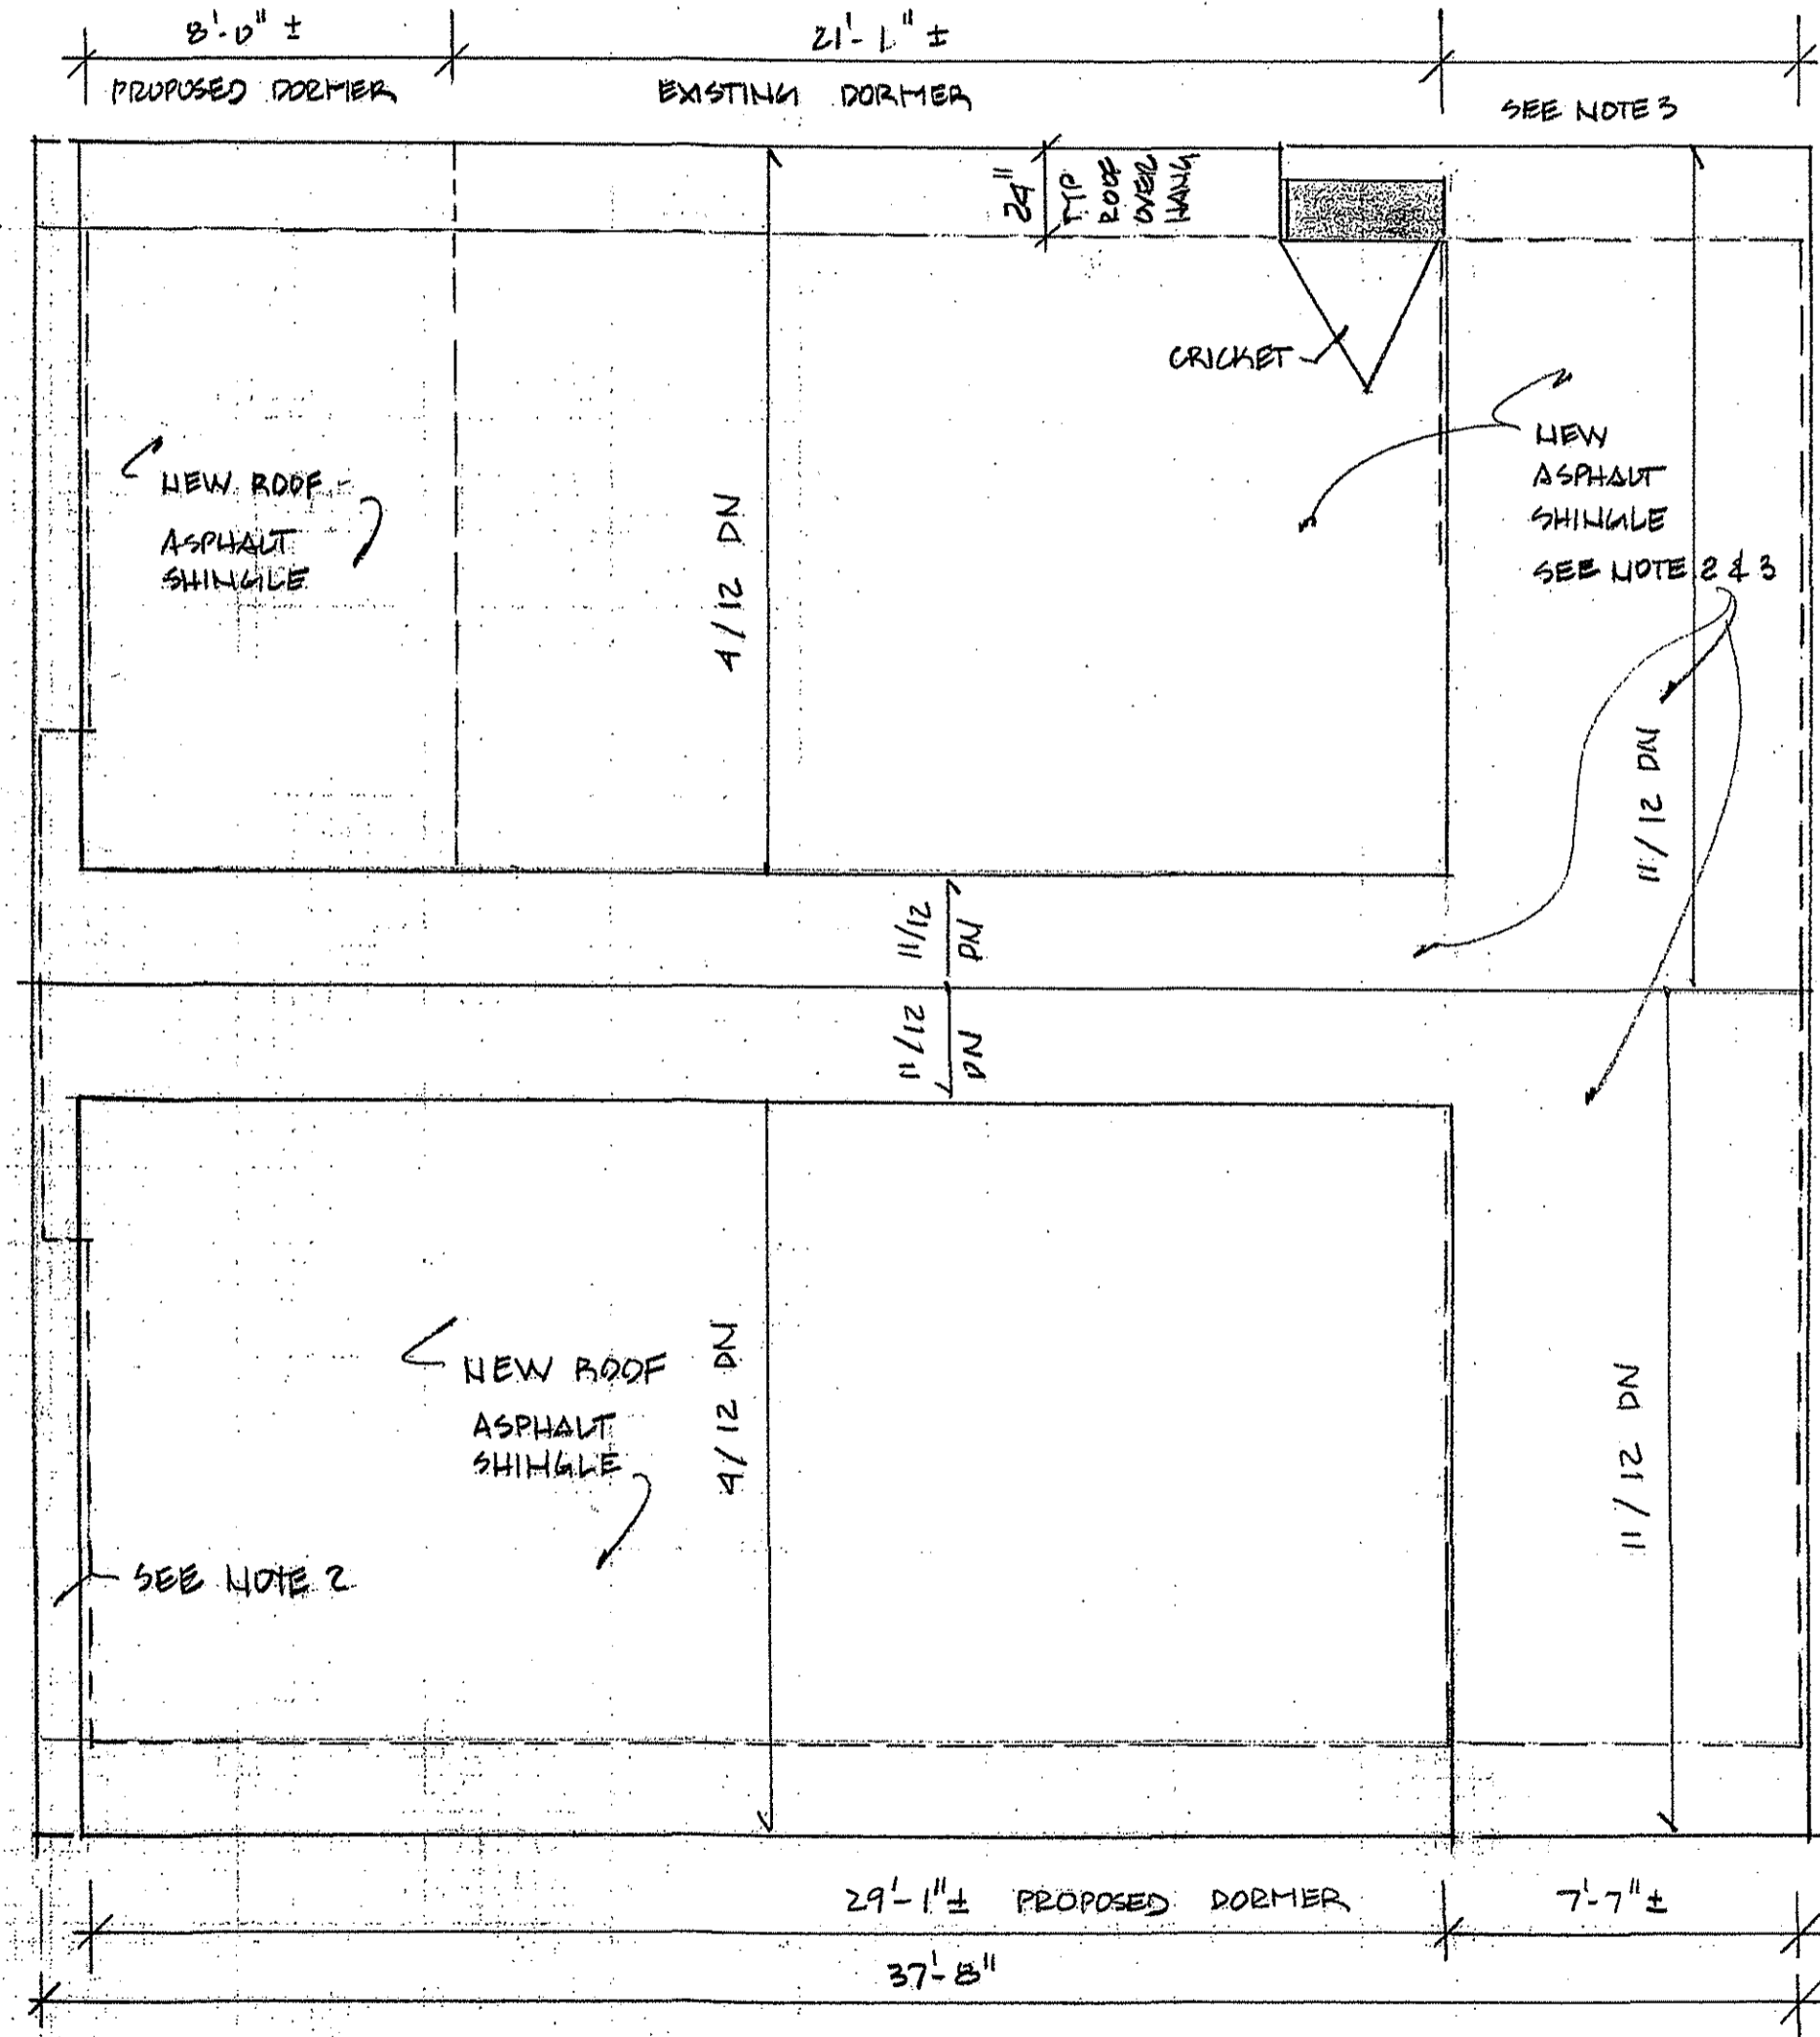 8'-0" ±
21'-1" ±
PROPOSED DORMER
EXISTING DORMER
SEE NOTE 3
24"
TYP
ROOF
OVER
HANG
CRICKET
NEW ROOF
ASPHALT
SHINGLE
4/12 DN
NEW
ASPHALT
SHINGLE
SEE NOTE 2 & 3
11/12 DN
11/12
DN
11/12
DN
NEW ROOF
ASPHALT
SHINGLE
4/12 DN
11/12 DN
SEE NOTE 2
29'-1"± PROPOSED DORMER
7'-7"±
37'-8"